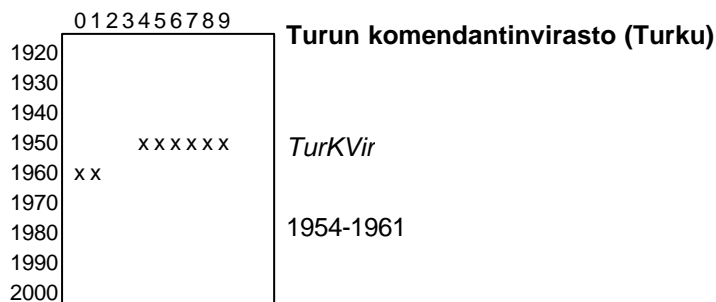 0123456789
Turun komendantinvirasto (Turku)
1920
1930
1940
1950 xxxxxx
TurKVir
1960 xx
1970
1980
1954-1961
1990
2000